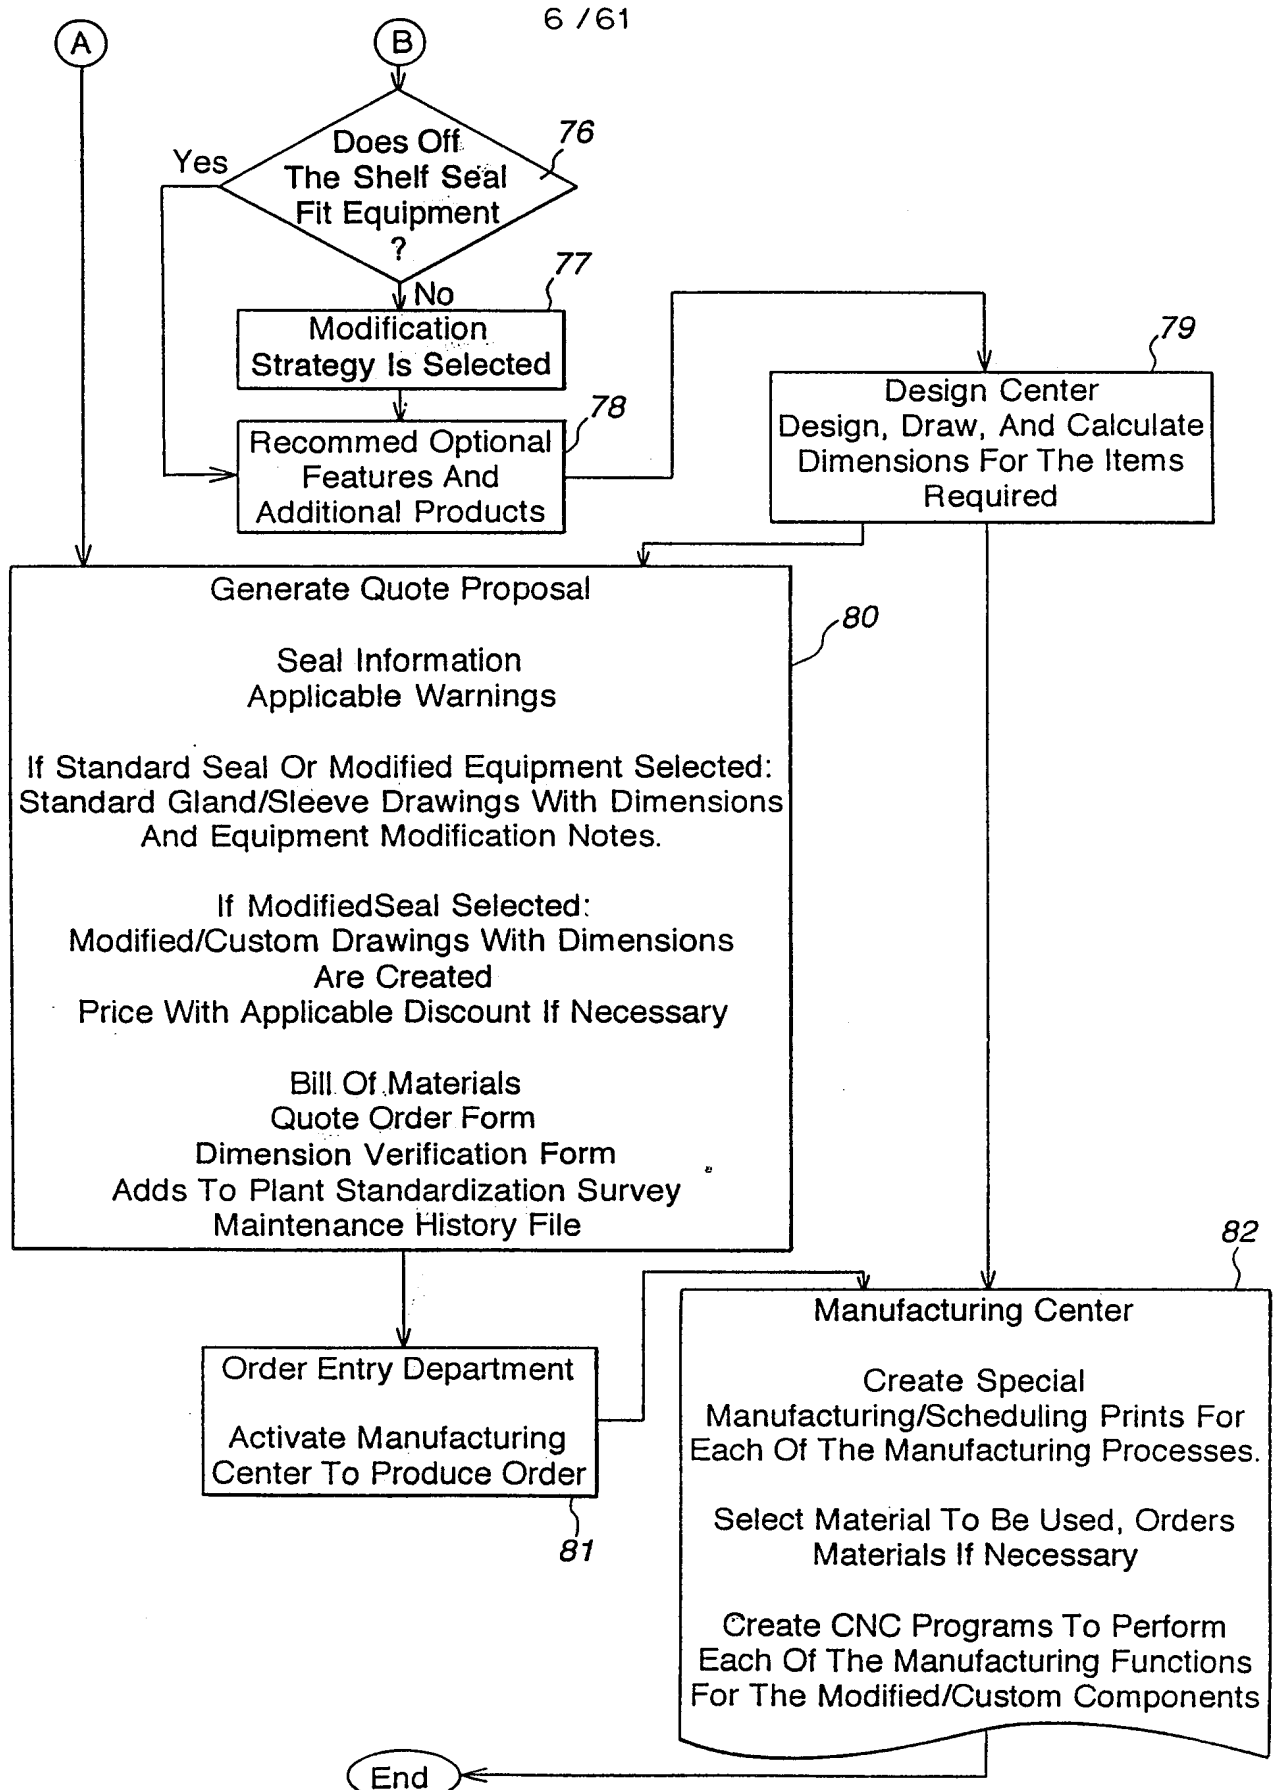 6 / 61
A
B
76
Does Off
The Shelf Seal
Fit Equipment
?
Yes
No
77
Modification
Strategy Is Selected
78
Recommed Optional
Features And
Additional Products
79
Design Center
Design, Draw, And Calculate
Dimensions For The Items
Required
80
Generate Quote Proposal
Seal Information
Applicable Warnings
If Standard Seal Or Modified Equipment Selected:
Standard Gland/Sleeve Drawings With Dimensions
And Equipment Modification Notes.
If ModifiedSeal Selected:
Modified/Custom Drawings With Dimensions
Are Created
Price With Applicable Discount If Necessary
Bill Of Materials
Quote Order Form
Dimension Verification Form
Adds To Plant Standardization Survey
Maintenance History File
Order Entry Department
Activate Manufacturing
Center To Produce Order
81
82
Manufacturing Center
Create Special
Manufacturing/Scheduling Prints For
Each Of The Manufacturing Processes.
Select Material To Be Used, Orders
Materials If Necessary
Create CNC Programs To Perform
Each Of The Manufacturing Functions
For The Modified/Custom Components
End